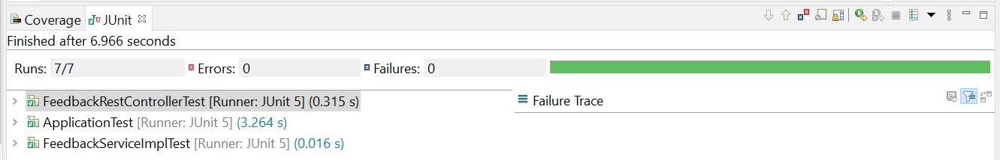 Coverage JUnit
Finished after 6.966 seconds
Runs: 7/7 Errors: 0 Failures: 0
FeedbackRestControllerTest [Runner: JUnit 5] (0.315 s)
Failure Trace
ApplicationTest [Runner: JUnit 5] (3.264 s)
FeedbackServiceImplTest [Runner: JUnit 5] (0.016 s)